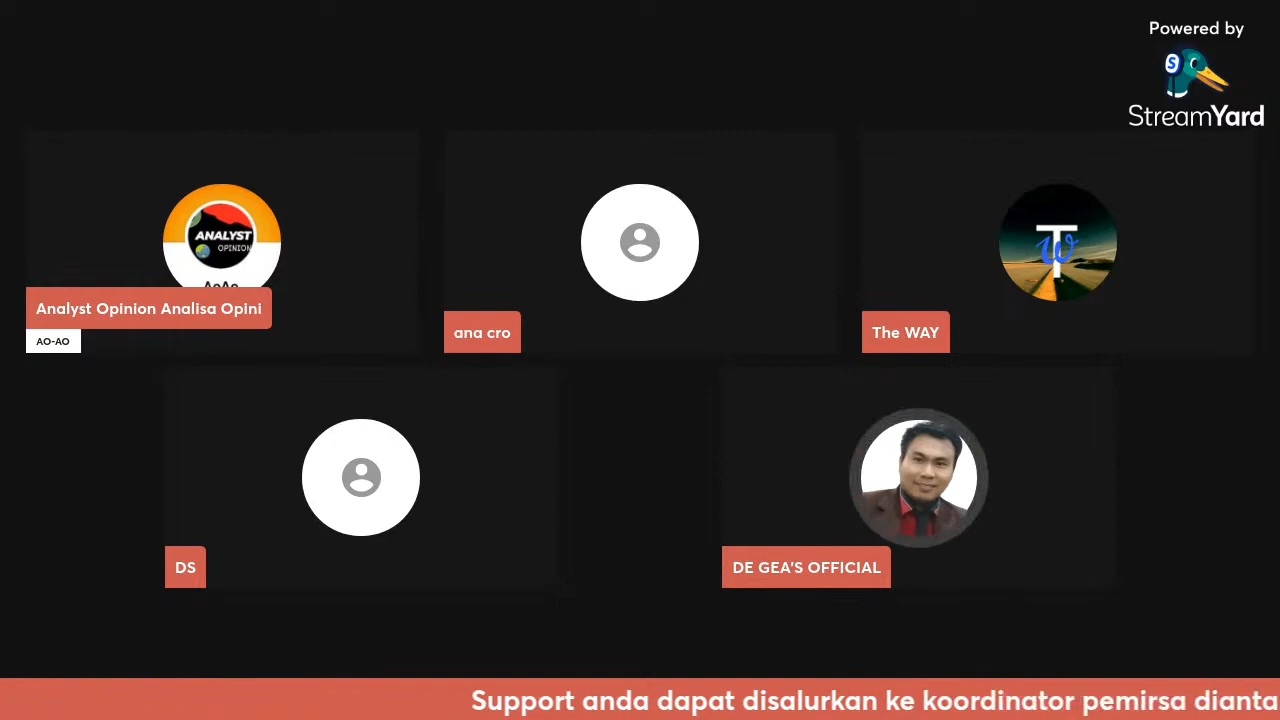 Powered by
StreamYard
S
ANALYST
OPINION
AoAo
Analyst Opinion Analisa Opini
AO-AO
ana cro
T
w
The WAY
DS
DE GEA'S OFFICIAL
Support anda dapat disalurkan ke koordinator pemirsa dianta